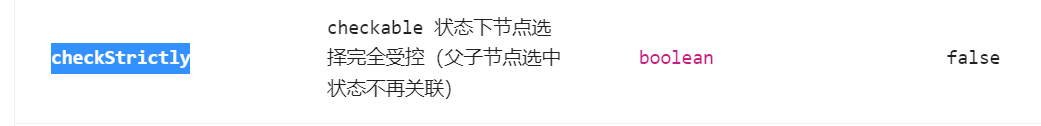 checkStrictly
checkable 状态下节点选
择完全受控（父子节点选中
状态不再关联）
boolean
false